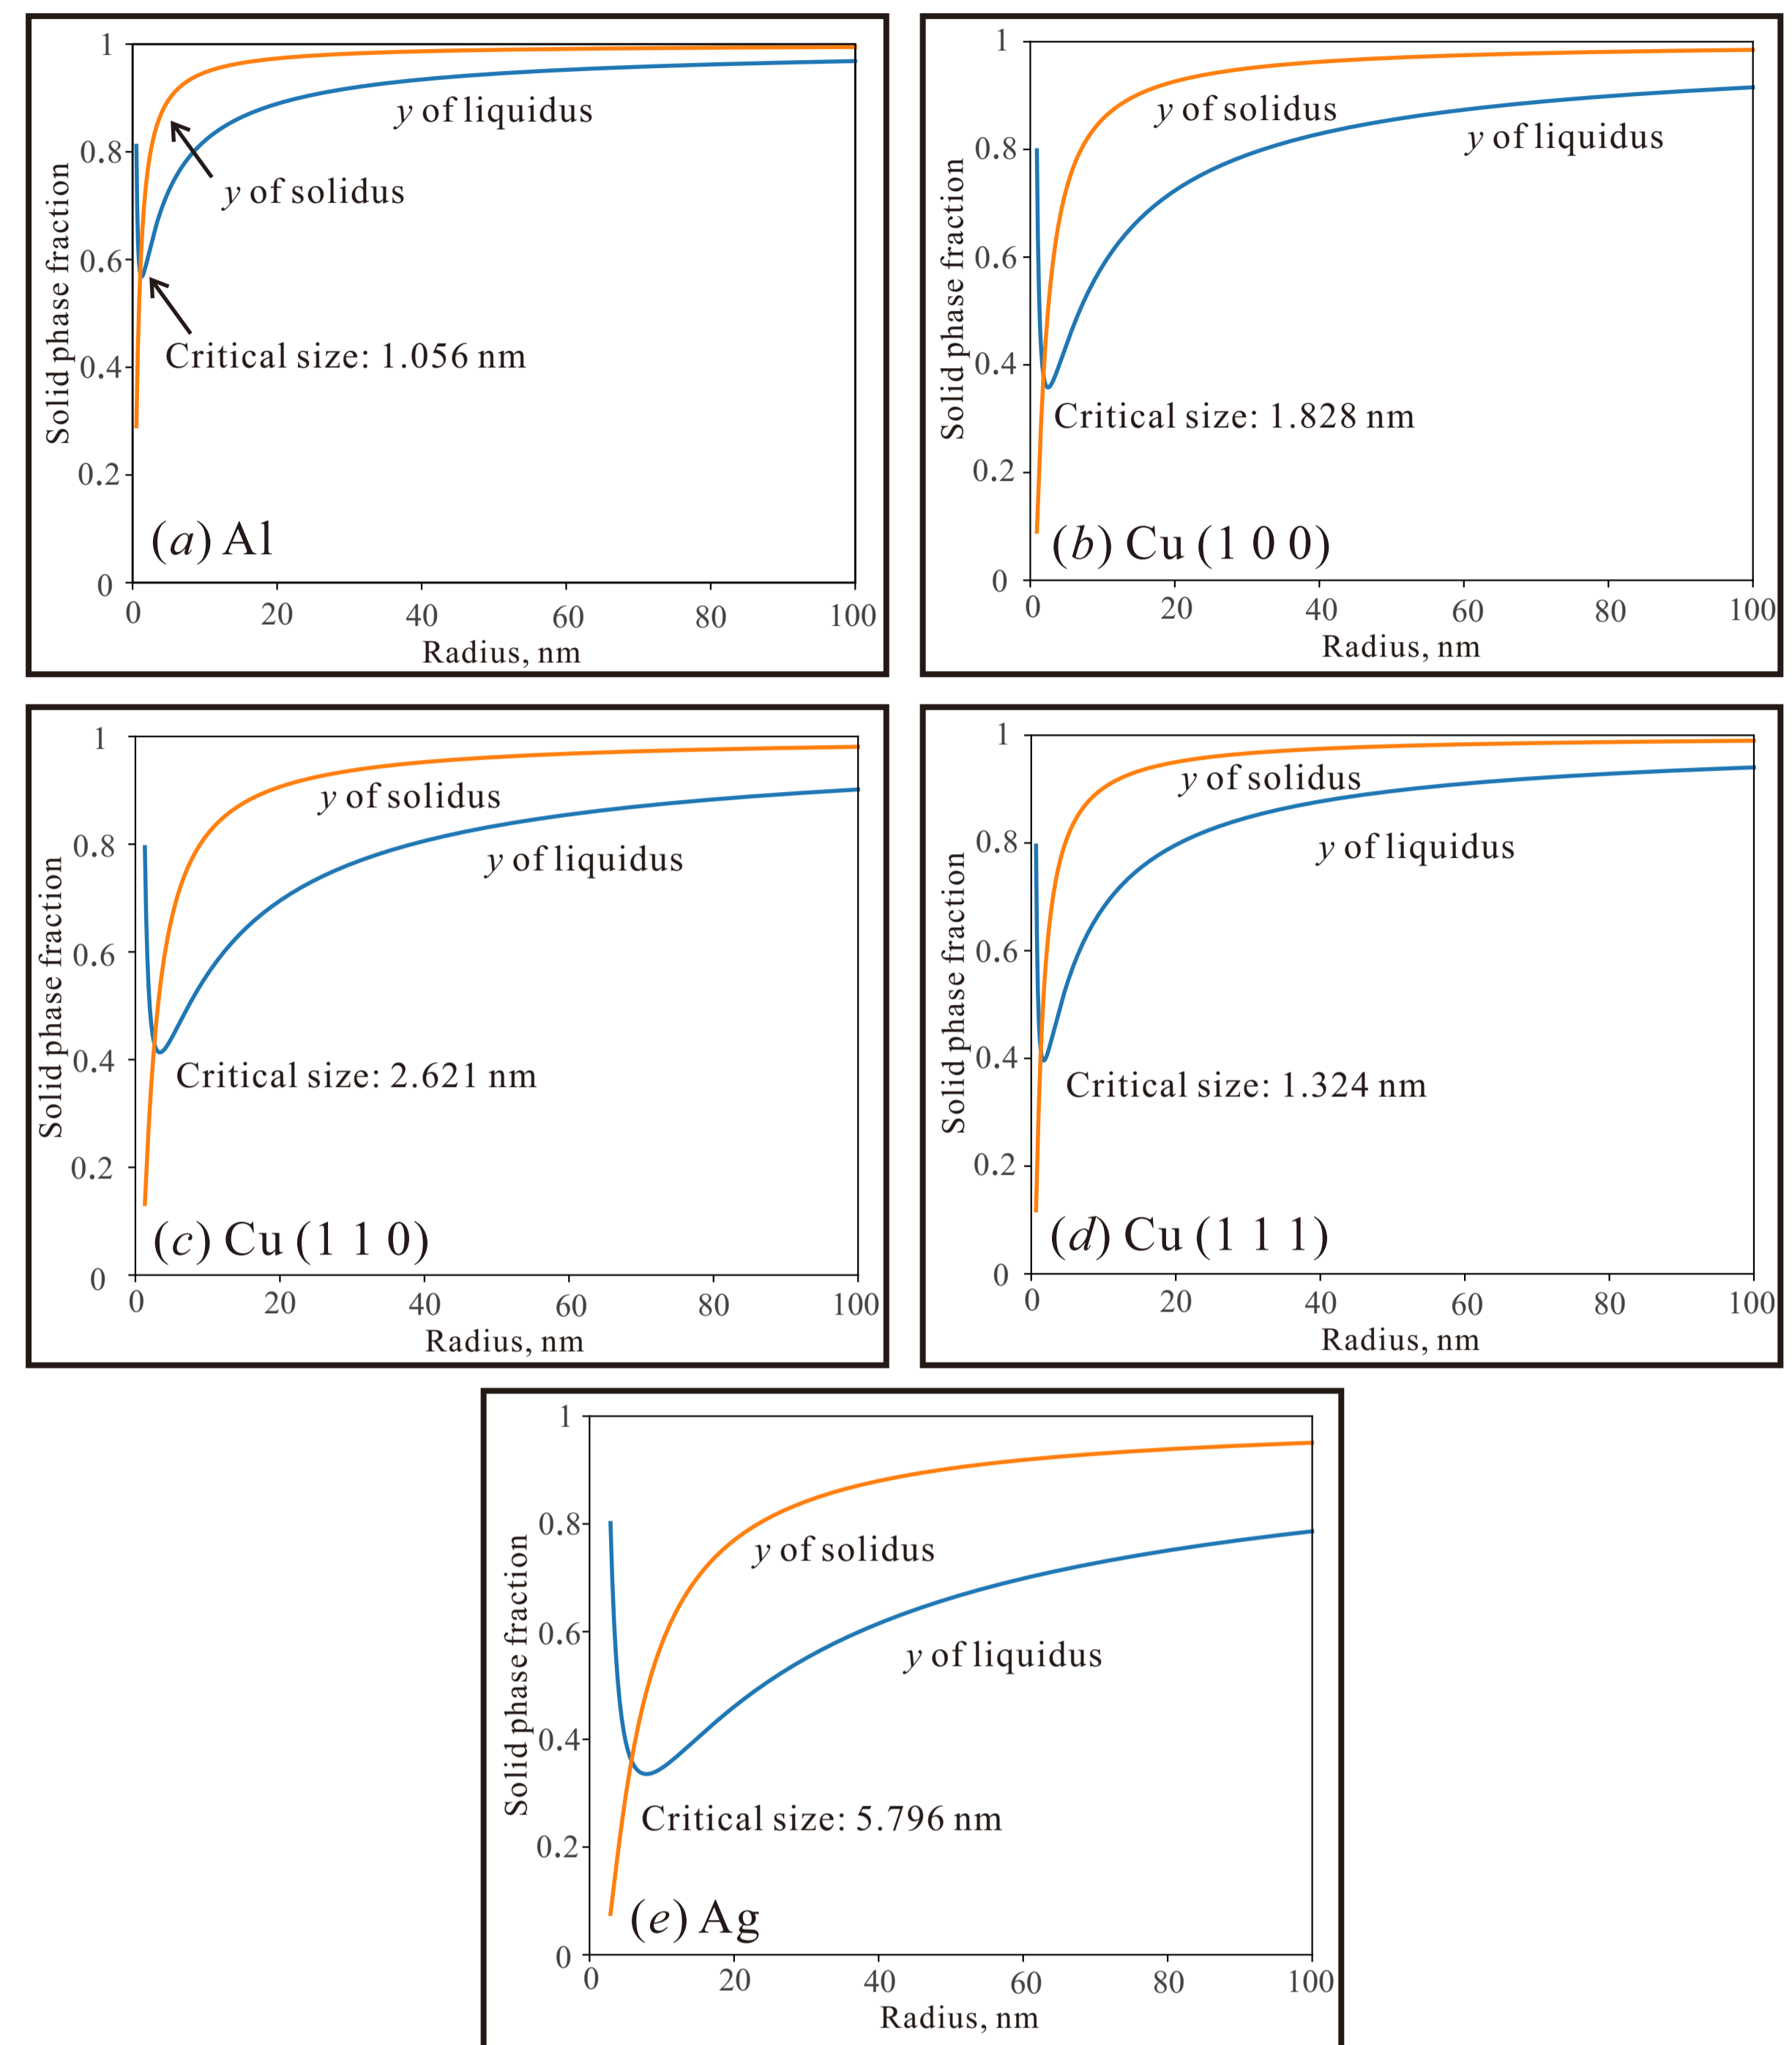 1
0.8
0.6
0.4
0.2
0
Solid phase fraction
y of liquidus
y of solidus
Critical size: 1.056 nm
(a) Al
0 20 40 60 80 100
Radius, nm
1
0.8
0.6
0.4
0.2
0
Solid phase fraction
y of solidus
y of liquidus
Critical size: 1.828 nm
(b) Cu (1 0 0)
0 20 40 60 80 100
Radius, nm
1
0.8
0.6
0.4
0.2
0
Solid phase fraction
y of solidus
y of liquidus
Critical size: 2.621 nm
(c) Cu (1 1 0)
0 20 40 60 80 100
Radius, nm
1
0.8
0.6
0.4
0.2
0
Solid phase fraction
y of solidus
y of liquidus
Critical size: 1.324 nm
(d) Cu (1 1 1)
0 20 40 60 80 100
Radius, nm
1
0.8
0.6
0.4
0.2
0
Solid phase fraction
y of solidus
y of liquidus
Critical size: 5.796 nm
(e) Ag
0 20 40 60 80 100
Radius, nm